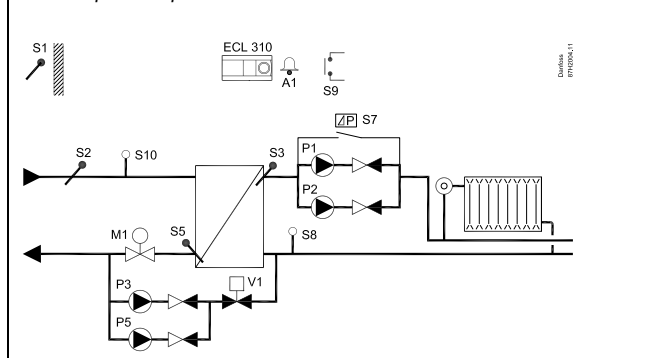 S1
ECL 310
A1
S9
Danfoss
87H2004.11
P S7
S2
S10
S3
P1
P2
M1
S5
S8
P3
V1
P5